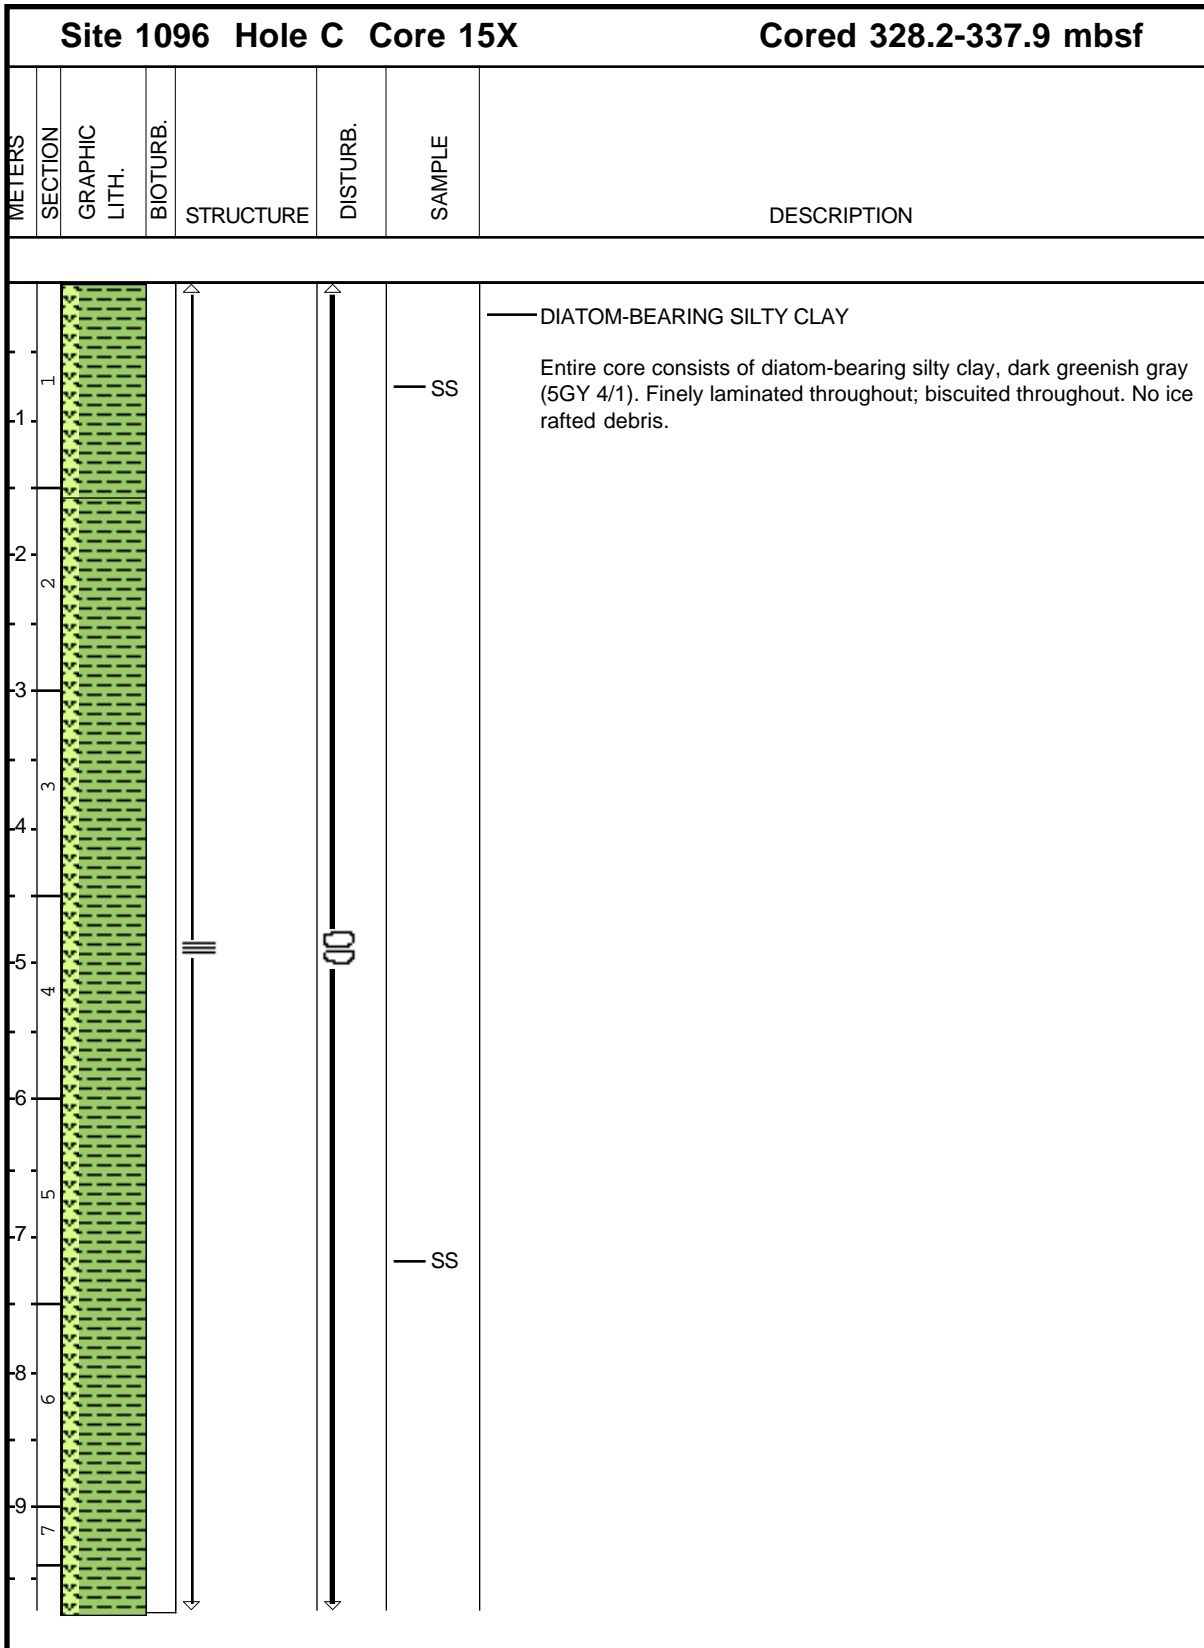 Site 1096 Hole C Core 15X Cored 328.2-337.9 mbsf
METERS
SECTION
GRAPHIC
LITH.
BIOTURB.
STRUCTURE
DISTURB.
SAMPLE
DESCRIPTION
DIATOM-BEARING SILTY CLAY
Entire core consists of diatom-bearing silty clay, dark greenish gray
(5GY 4/1). Finely laminated throughout; biscuited throughout. No ice
rafted debris.
1
SS
1
2
2
3
3
4
5
4
6
5
7
SS
8
6
9
7